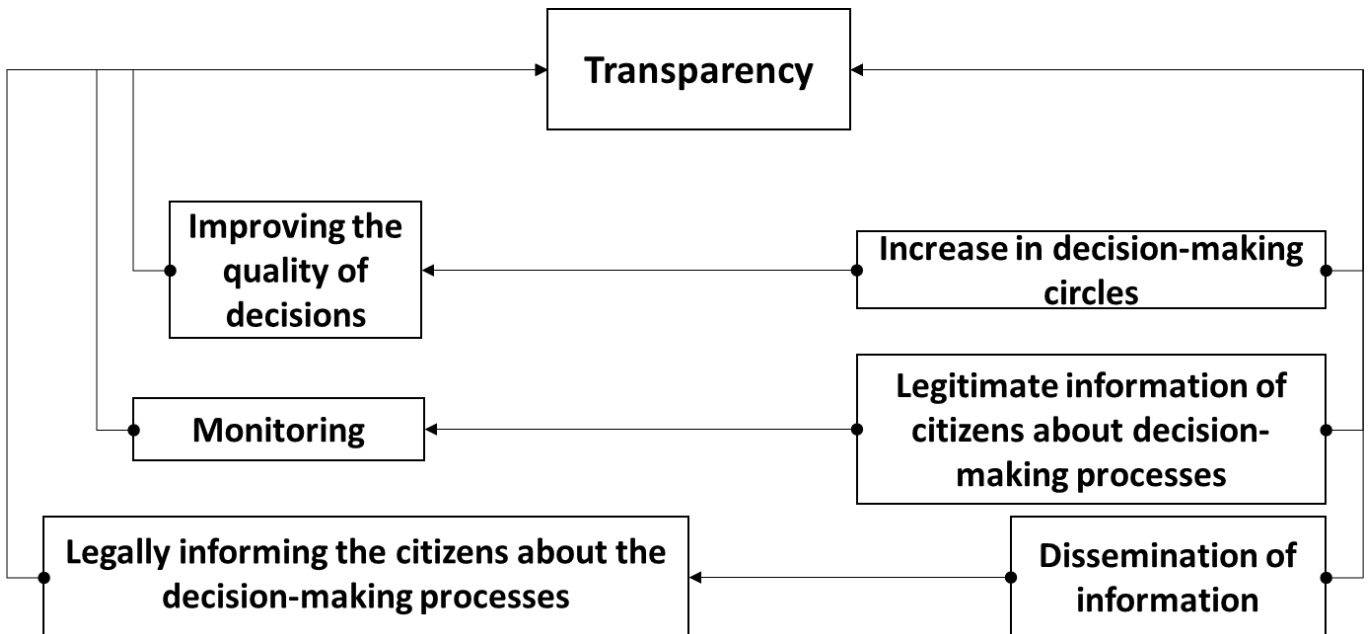 Transparency
Improving the
quality of
decisions
Increase in decision-making
circles
Monitoring
Legitimate information of
citizens about decision-
making processes
Legally informing the citizens about the
decision-making processes
Dissemination of
information